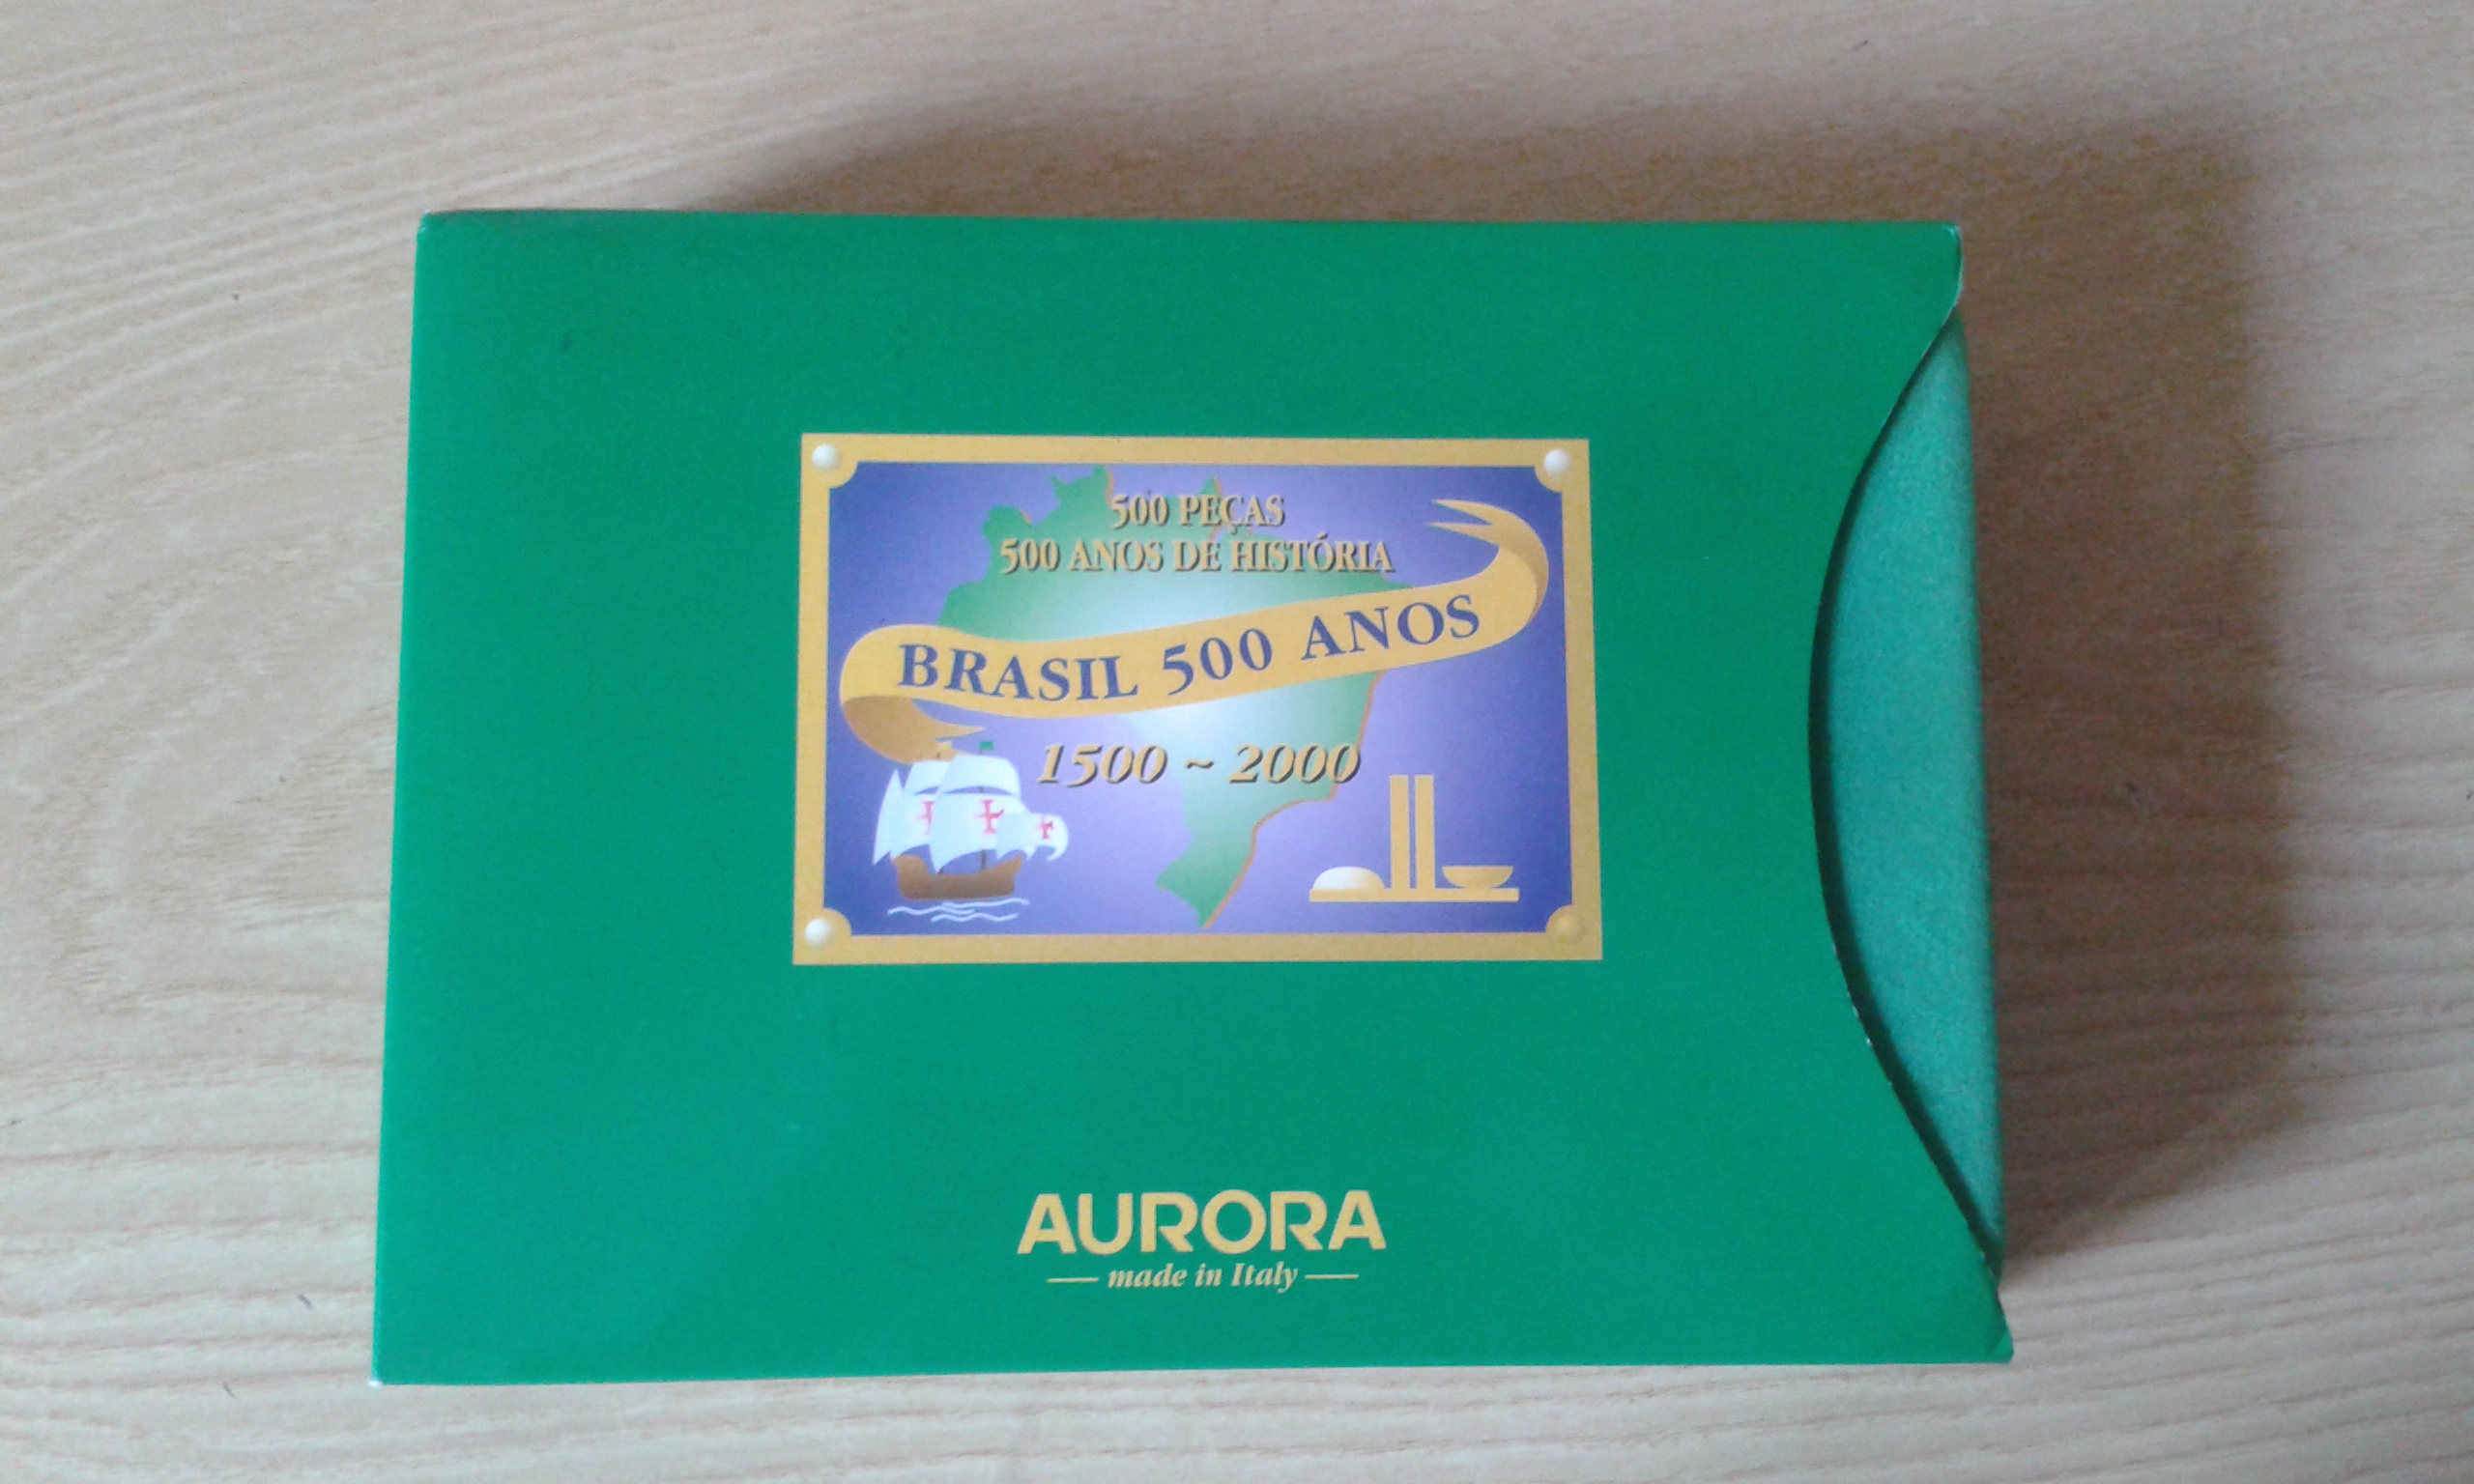 500 PEÇAS
500 ANOS DE HISTÓRIA
BRASIL 500 ANOS
1500 ~ 2000
AURORA
made in Italy